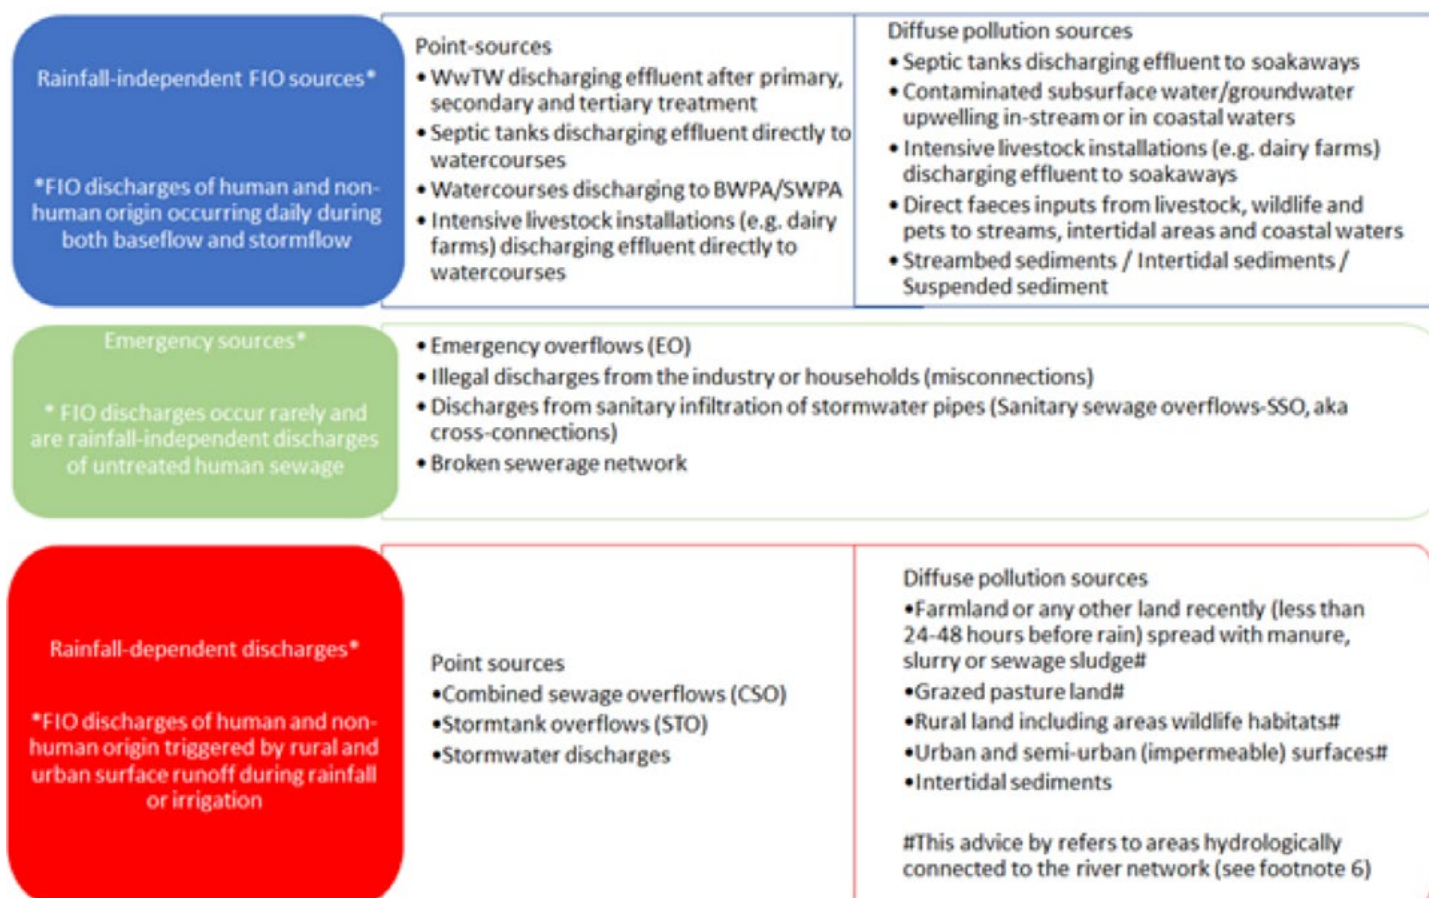 Rainfall-independent FIO sources*
*FIO discharges of human and non-
human origin occurring daily during
both baseflow and stormflow
Point-sources
• WwTW discharging effluent after primary,
secondary and tertiary treatment
• Septic tanks discharging effluent directly to
watercourses
• Watercourses discharging to BWPA/SWPA
• Intensive livestock installations (e.g. dairy
farms) discharging effluent directly to
watercourses
Diffuse pollution sources
• Septic tanks discharging effluent to soakaways
• Contaminated subsurface water/groundwater
upwelling in-stream or in coastal waters
• Intensive livestock installations (e.g. dairy farms)
discharging effluent to soakaways
• Direct faeces inputs from livestock, wildlife and
pets to streams, intertidal areas and coastal waters
• Streambed sediments / Intertidal sediments /
Suspended sediment
Emergency sources*
* FIO discharges occur rarely and
are rainfall-independent discharges
of untreated human sewage
• Emergency overflows (EO)
• Illegal discharges from the industry or households (misconnections)
• Discharges from sanitary infiltration of stormwater pipes (Sanitary sewage overflows-SSO, aka
cross-connections)
• Broken sewerage network
Rainfall-dependent discharges*
*FIO discharges of human and non-
human origin triggered by rural and
urban surface runoff during rainfall
or irrigation
Point sources
•Combined sewage overflows (CSO)
•Stormtank overflows (STO)
•Stormwater discharges
Diffuse pollution sources
•Farmland or any other land recently (less than
24-48 hours before rain) spread with manure,
slurry or sewage sludge#
•Grazed pasture land#
•Rural land including areas wildlife habitats#
•Urban and semi-urban (impermeable) surfaces#
•Intertidal sediments
#This advice by refers to areas hydrologically
connected to the river network (see footnote 6)